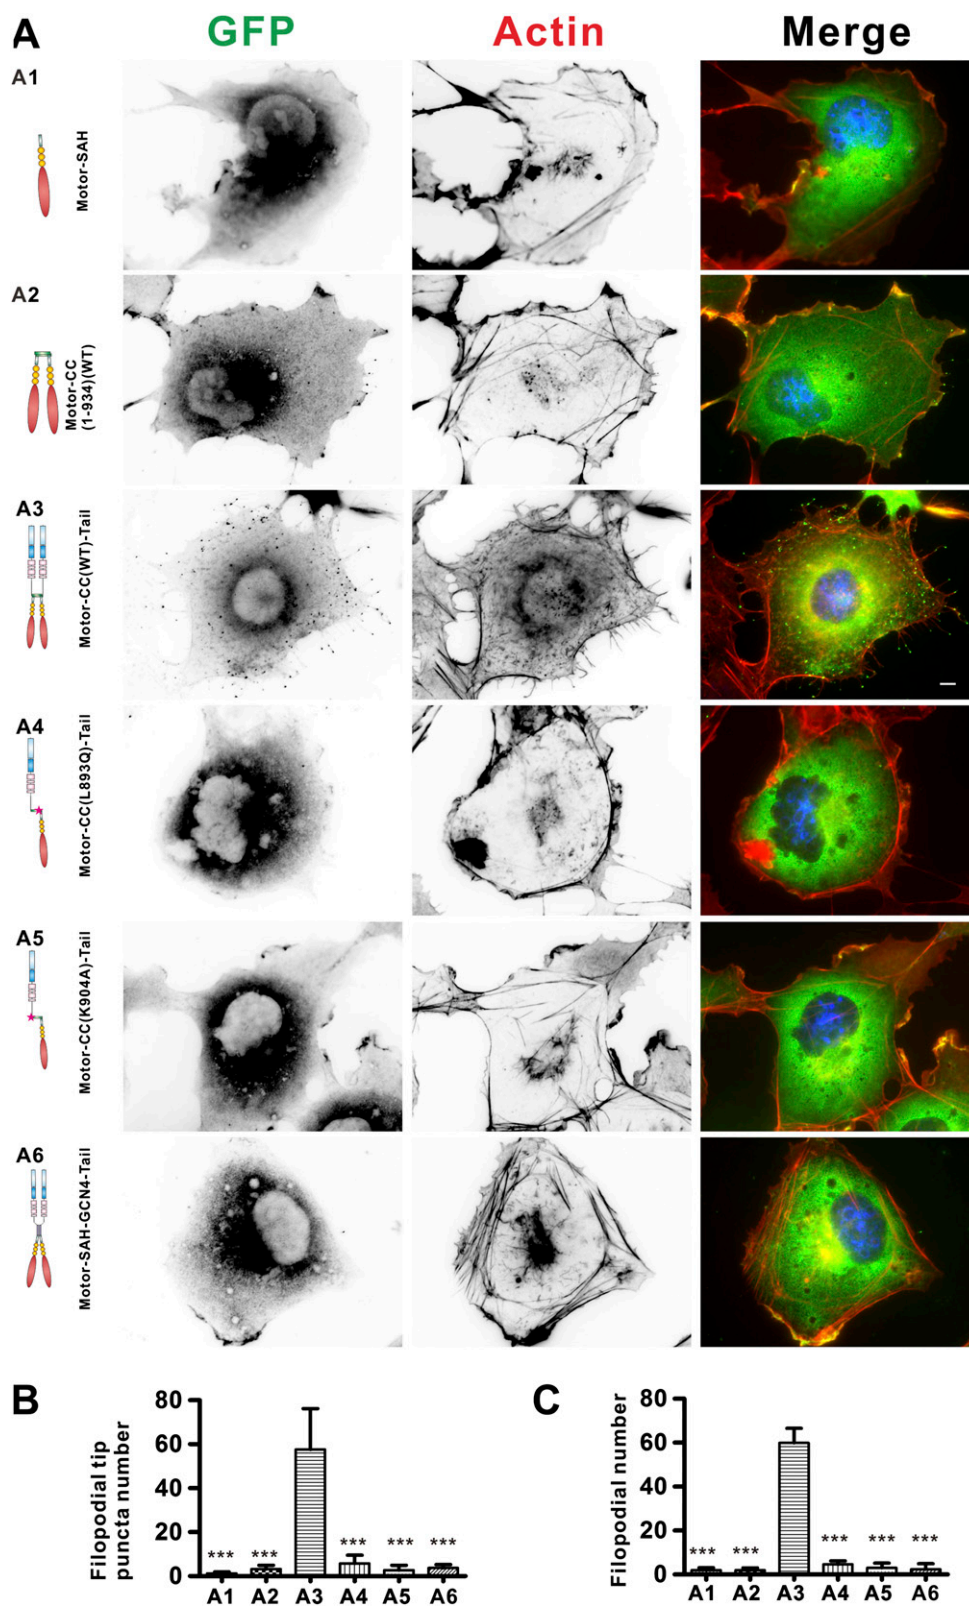 A
GFP
Actin
Merge
A1
Motor-SAH
A2
Motor-CC
(1-934)(WT)
A3
Motor-CC(WT)-Tail
A4
Motor-CC(L893Q)-Tail
A5
Motor-CC(K904A)-Tail
A6
Motor-SAH-GCN4-Tail
B
Filopodial tip
puncta number
80
60
40
20
0
*** *** *** *** ***
A1 A2 A3 A4 A5 A6
C
Filopodial number
80
60
40
20
0
*** *** *** *** ***
A1 A2 A3 A4 A5 A6